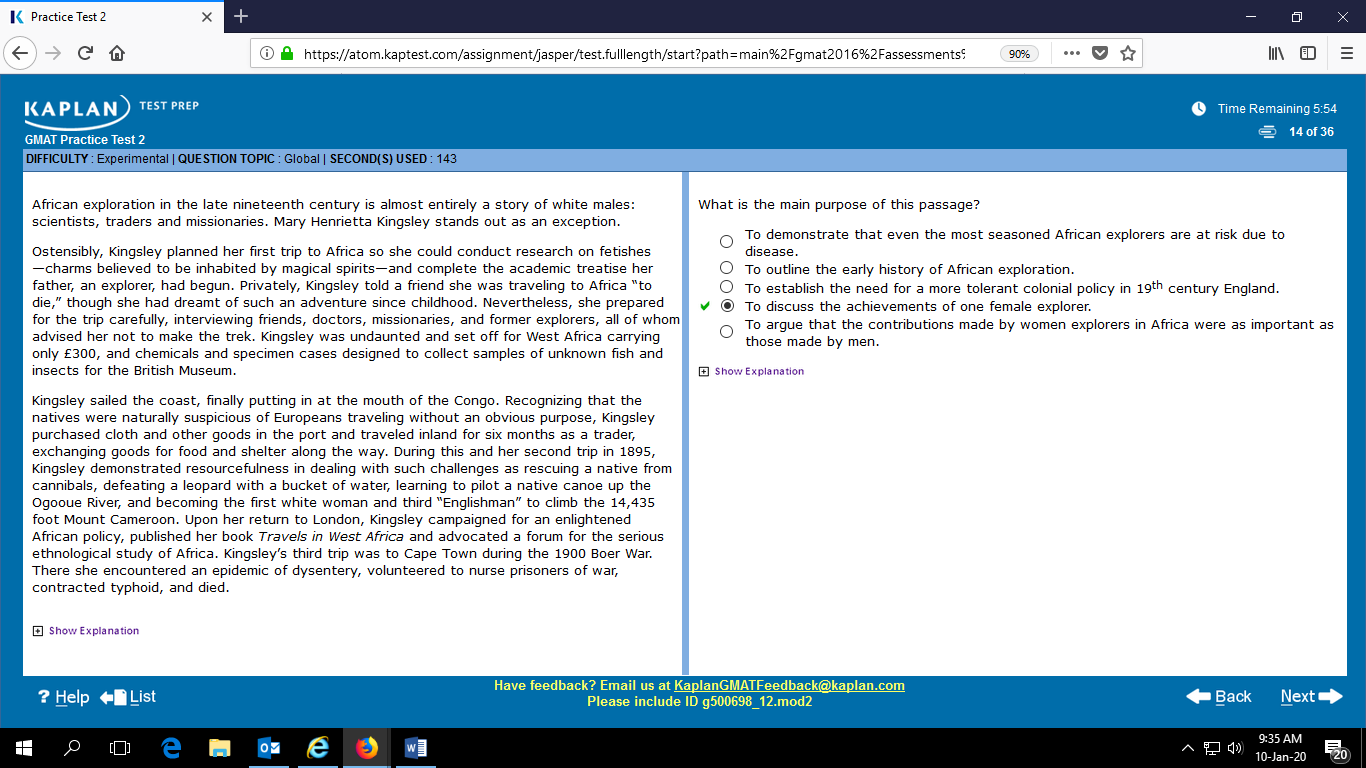 Practice Test 2
https://atom.kaptest.com/assignment/jasper/test.fulllength/start?path=main%2Fgmat2016%2Fassessments%
90%
KAPLAN TEST PREP
Time Remaining 5:54
GMAT Practice Test 2
14 of 36
DIFFICULTY : Experimental | QUESTION TOPIC : Global | SECOND(S) USED : 143
African exploration in the late nineteenth century is almost entirely a story of white males:
scientists, traders and missionaries. Mary Henrietta Kingsley stands out as an exception.
Ostensibly, Kingsley planned her first trip to Africa so she could conduct research on fetishes
—charms believed to be inhabited by magical spirits—and complete the academic treatise her
father, an explorer, had begun. Privately, Kingsley told a friend she was traveling to Africa “to
die,” though she had dreamt of such an adventure since childhood. Nevertheless, she prepared
for the trip carefully, interviewing friends, doctors, missionaries, and former explorers, all of whom
advised her not to make the trek. Kingsley was undaunted and set off for West Africa carrying
only £300, and chemicals and specimen cases designed to collect samples of unknown fish and
insects for the British Museum.
Kingsley sailed the coast, finally putting in at the mouth of the Congo. Recognizing that the
natives were naturally suspicious of Europeans traveling without an obvious purpose, Kingsley
purchased cloth and other goods in the port and traveled inland for six months as a trader,
exchanging goods for food and shelter along the way. During this and her second trip in 1895,
Kingsley demonstrated resourcefulness in dealing with such challenges as rescuing a native from
cannibals, defeating a leopard with a bucket of water, learning to pilot a native canoe up the
Ogooue River, and becoming the first white woman and third “Englishman” to climb the 14,435
foot Mount Cameroon. Upon her return to London, Kingsley campaigned for an enlightened
African policy, published her book Travels in West Africa and advocated a forum for the serious
ethnological study of Africa. Kingsley’s third trip was to Cape Town during the 1900 Boer War.
There she encountered an epidemic of dysentery, volunteered to nurse prisoners of war,
contracted typhoid, and died.
Show Explanation
What is the main purpose of this passage?
To demonstrate that even the most seasoned African explorers are at risk due to
disease.
To outline the early history of African exploration.
To establish the need for a more tolerant colonial policy in 19th century England.
To discuss the achievements of one female explorer.
To argue that the contributions made by women explorers in Africa were as important as
those made by men.
Show Explanation
? Help
List
Have feedback? Email us at KaplanGMATFeedback@kaplan.com
Please include ID g500698_12.mod2
Back
Next
9:35 AM
10-Jan-20
20